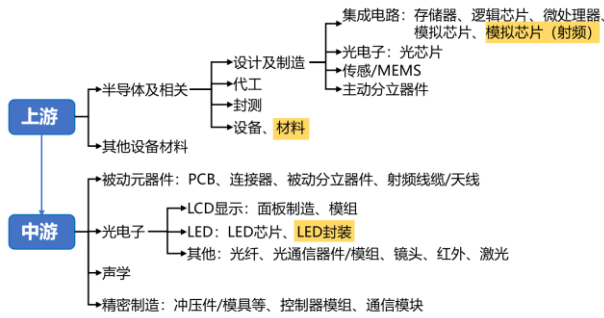 集成电路：存储器、逻辑芯片、微处理器、
模拟芯片、模拟芯片（射频）
设计及制造
光电子：光芯片
传感/MEMS
代工
主动分立器件
半导体及相关
封测
上游
设备、材料
其他设备材料
被动元器件：PCB、连接器、被动分立器件、射频线缆/天线
LCD显示：面板制造、模组
中游
光电子
LED：LED芯片、LED封装
其他：光纤、光通信器件/模组、镜头、红外、激光
声学
精密制造：冲压件/模具等、控制器模组、通信模块